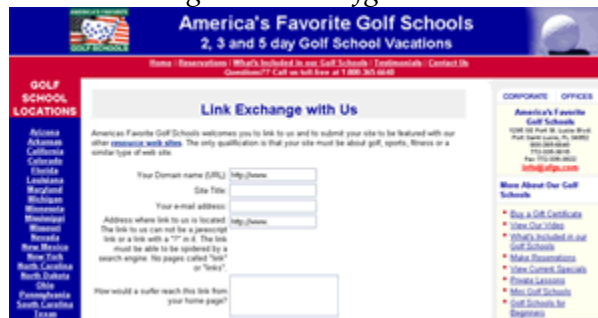 America's Favorite Golf Schools
2, 3 and 5 day Golf School Vacations
Home | Reservations | What's Included in our Golf Schools | Testimonials | Contact Us
Questions?? Call us toll free at 1 800 365 6640
GOLF
SCHOOL
LOCATIONS
Arizona
Arkansas
California
Colorado
Florida
Louisiana
Maryland
Michigan
Minnesota
Mississippi
Missouri
Nevada
New Mexico
New York
North Carolina
North Dakota
Ohio
Pennsylvania
South Carolina
Texas
Link Exchange with Us
Americas Favorite Golf Schools welcomes you to link to us and to submit your site to be featured with our
other resource web sites. The only qualification is that your site must be about golf, sports, fitness or a
similar type of web site.
Your Domain name (URL): http://www.
Site Title:
Your e-mail address:
Address where link to us is located. http://www.
The link to us can not be a javascript
link or a link with a "?" in it. The link
must be able to be spidered by a
search engine. No pages called "link"
or "links".
How would a surfer reach this link from
your home page?
CORPORATE OFFICES
America's Favorite
Golf Schools
Port Saint Lucie, FL
info@afgs.com
More About Our Golf
Schools
Buy a Gift Certificate
View Our Video
What's Included in our
Golf Schools
Make Reservations
View Current Specials
Private Lessons
Mini Golf Schools
Golf Schools for
Beginners